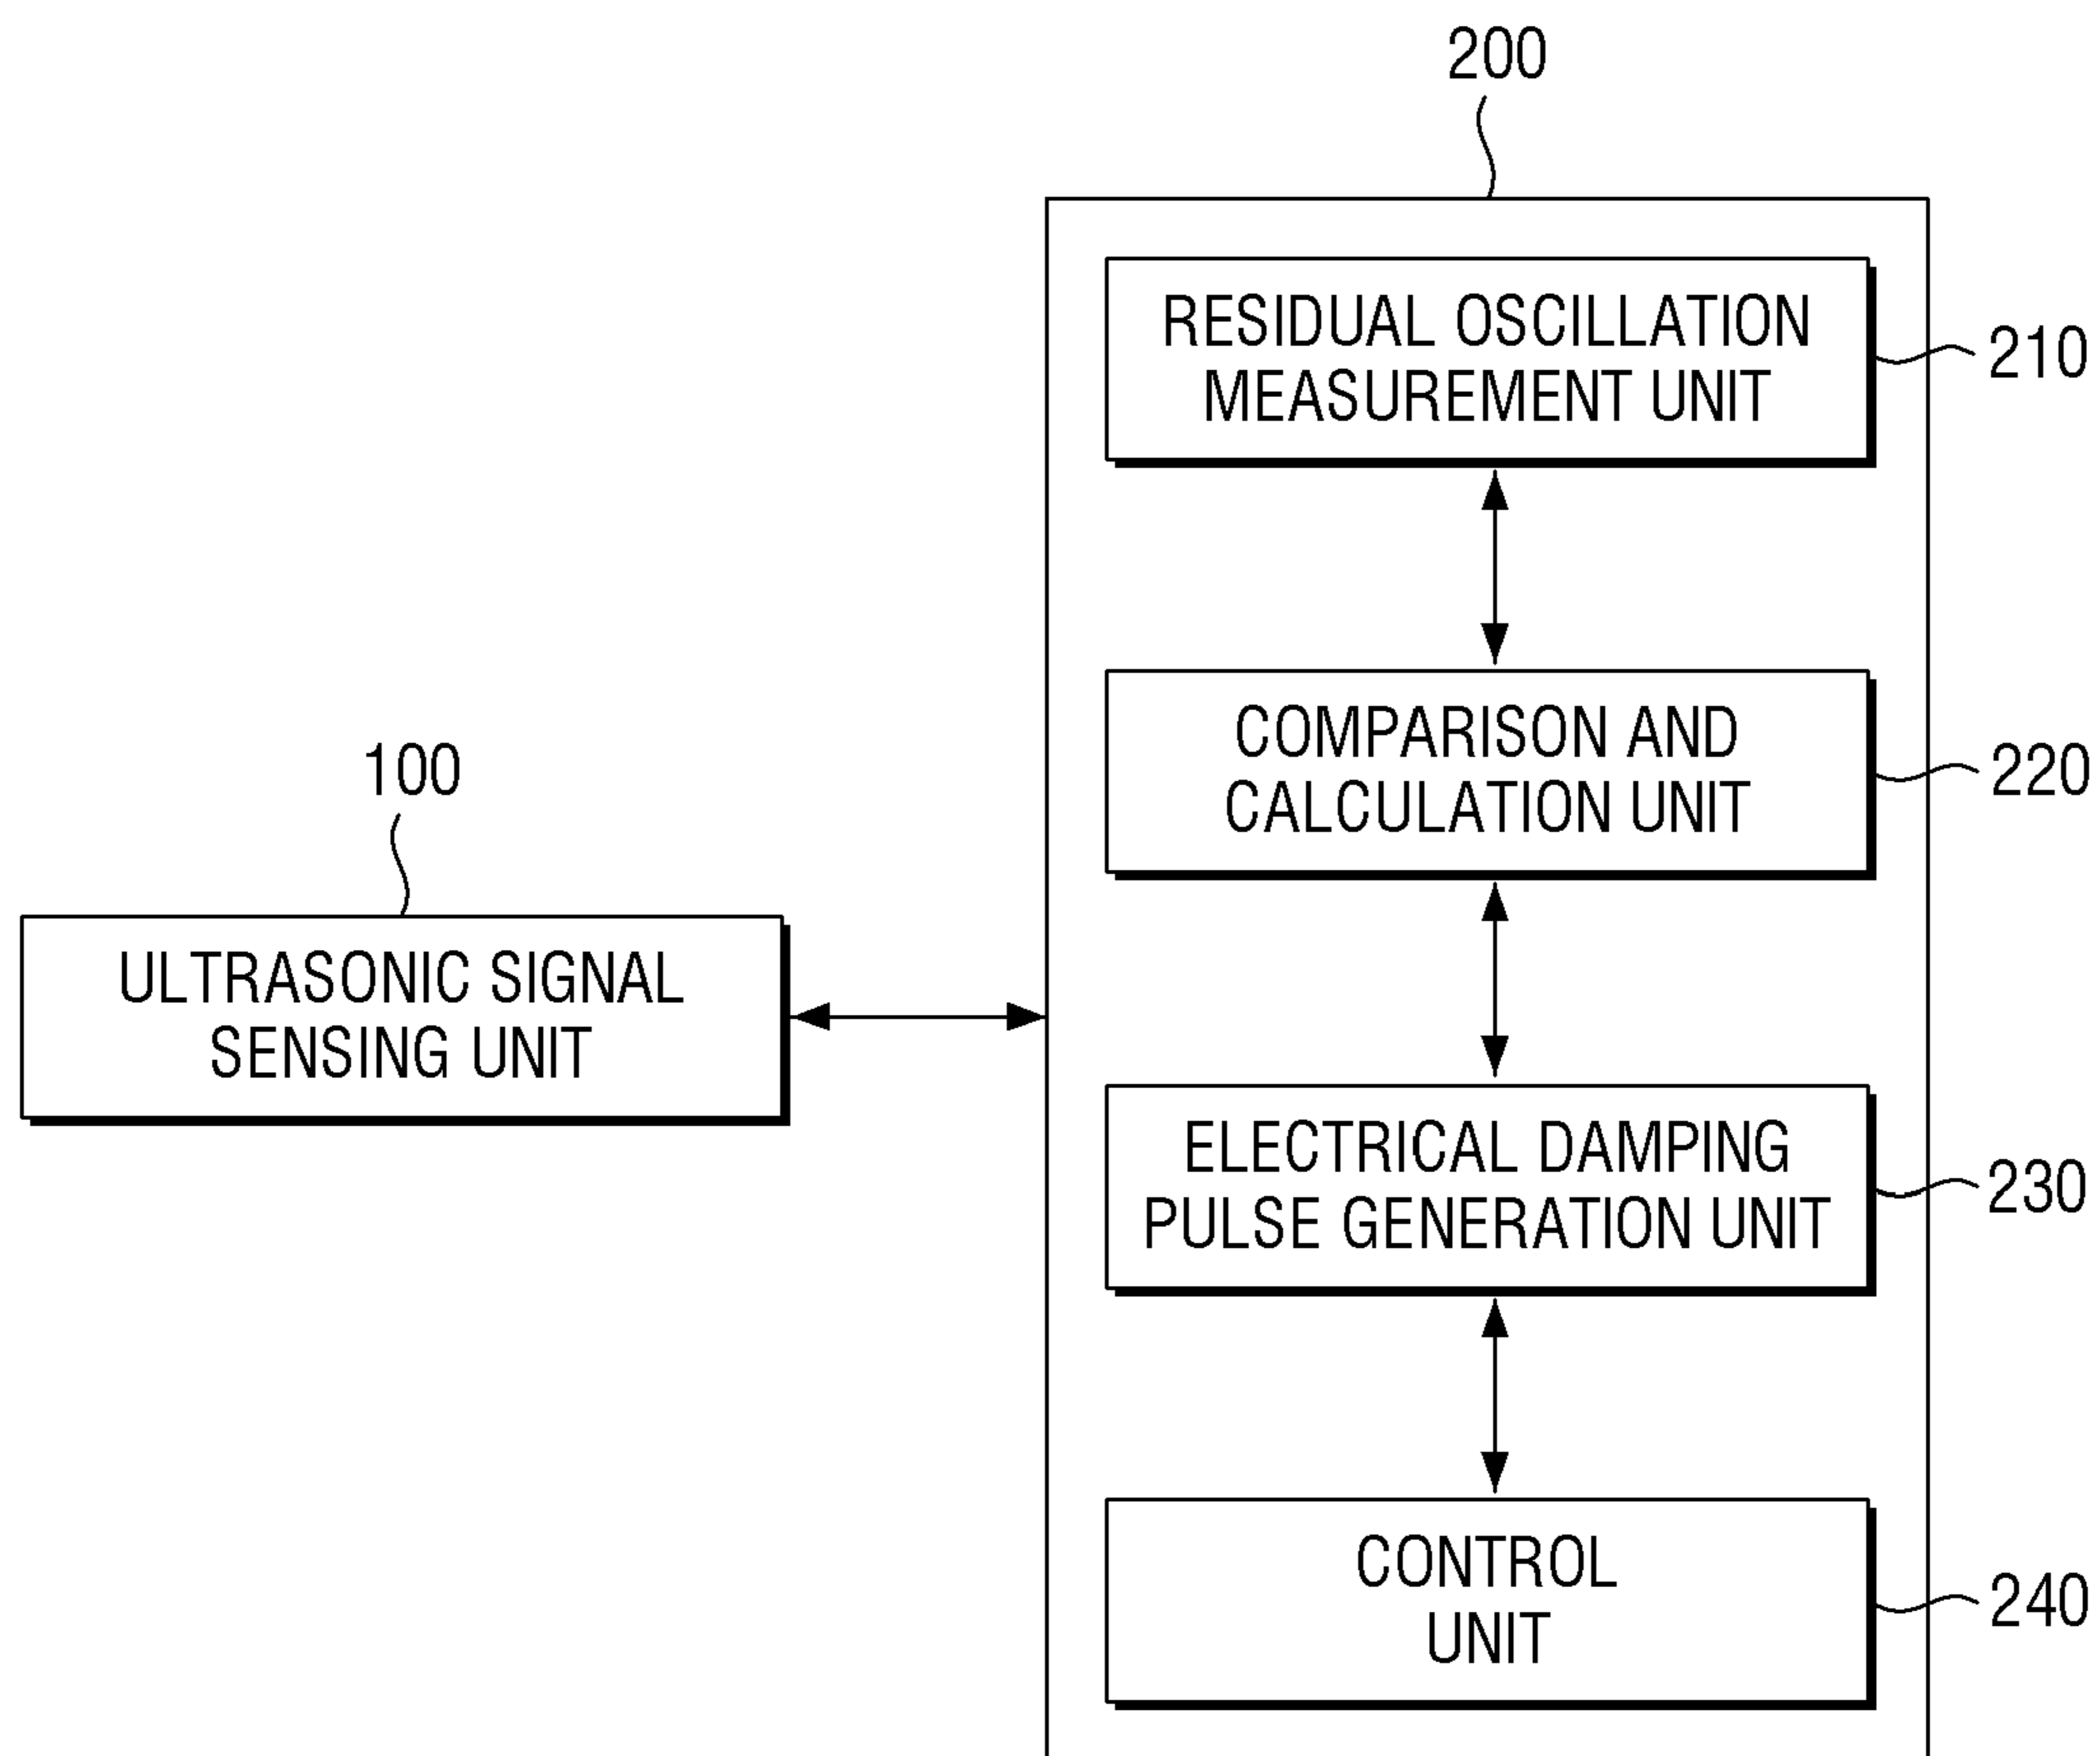 200
RESIDUAL OSCILLATION
MEASUREMENT UNIT
210
COMPARISON AND
CALCULATION UNIT
220
100
ULTRASONIC SIGNAL
SENSING UNIT
ELECTRICAL DAMPING
PULSE GENERATION UNIT
230
CONTROL
UNIT
240